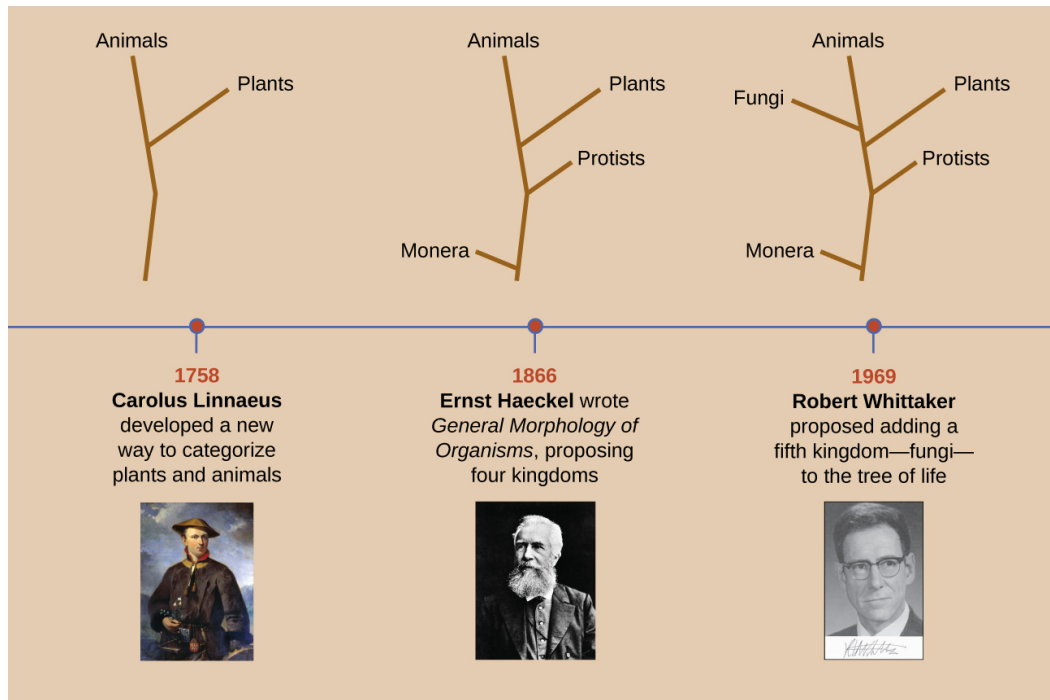 Animals
Plants
Animals
Plants
Protists
Monera
Animals
Fungi
Plants
Protists
Monera
1758
Carolus Linnaeus
developed a new
way to categorize
plants and animals
1866
Ernst Haeckel wrote
General Morphology of
Organisms, proposing
four kingdoms
1969
Robert Whittaker
proposed adding a
fifth kingdom—fungi—
to the tree of life